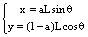 x = aLsinθ
y = (1−a)Lcosθ